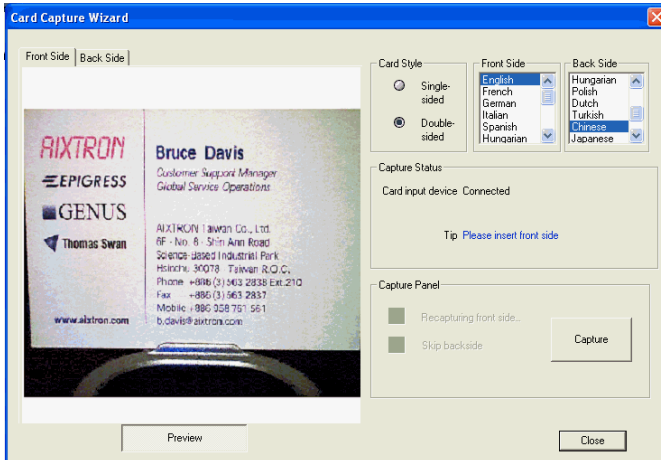 Card Capture Wizard
Front Side
Back Side
AIXTRON
EPIGRESS
GENUS
Thomas Swan
www.aixtron.com
Bruce Davis
Customer Support Manager
Global Service Operations
AIXTRON Taiwan Co., Ltd.
6F - No. 8 - Shin Ann Road
Science-Based Industrial Park
Hsinchu 30078 Taiwan R.O.C.
Phone +886 (3) 563 2838 Ext.210
Fax +886 (3) 563 2837
Mobile +886 958 751 561
b.davis@aixtron.com
Preview
Card Style
Single-
sided
Double-
sided
Front Side
English
French
German
Italian
Spanish
Hungarian
Back Side
Hungarian
Polish
Dutch
Turkish
Chinese
Japanese
Capture Status
Card input device Connected
Tip Please insert front side
Capture Panel
Recapturing front side..
Skip backside
Capture
Close